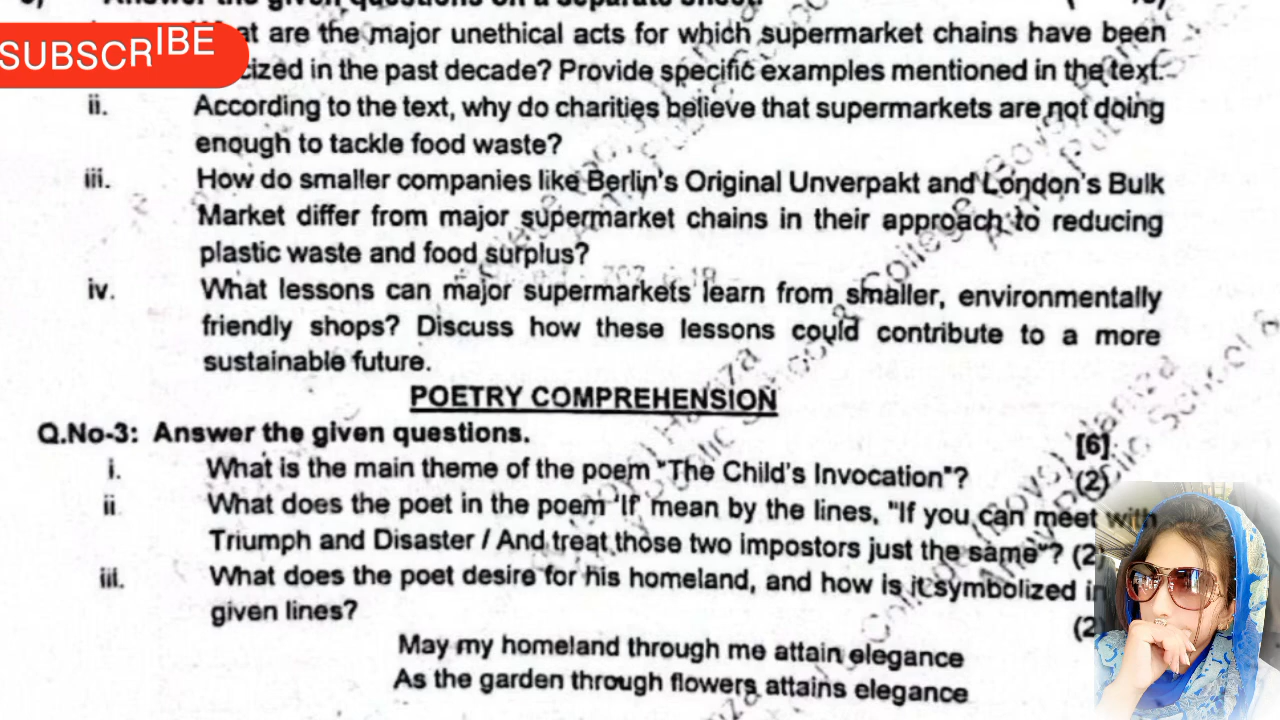 Answer the given questions on a separate sheet.
SUBSCRIBE
are the major unethical acts for which supermarket chains have been
in the past decade? Provide specific examples mentioned in the text.
ii. According to the text, why do charities believe that supermarkets are not doing
enough to tackle food waste?
iii. How do smaller companies like Berlin's Original Unverpakt and London's Bulk
Market differ from major supermarket chains in their approach to reducing
plastic waste and food surplus?
iv. What lessons can major supermarkets learn from smaller, environmentally
friendly shops? Discuss how these lessons could contribute to a more
sustainable future.
POETRY COMPREHENSION
Q.No-3: Answer the given questions. [6]
i. What is the main theme of the poem "The Child's Invocation"? (2)
ii. What does the poet in the poem 'If' mean by the lines, "If you can meet with
Triumph and Disaster / And treat those two impostors just the same"? (2)
iii. What does the poet desire for his homeland, and how is it symbolized in
given lines? (2)
May my homeland through me attain elegance
As the garden through flowers attains elegance